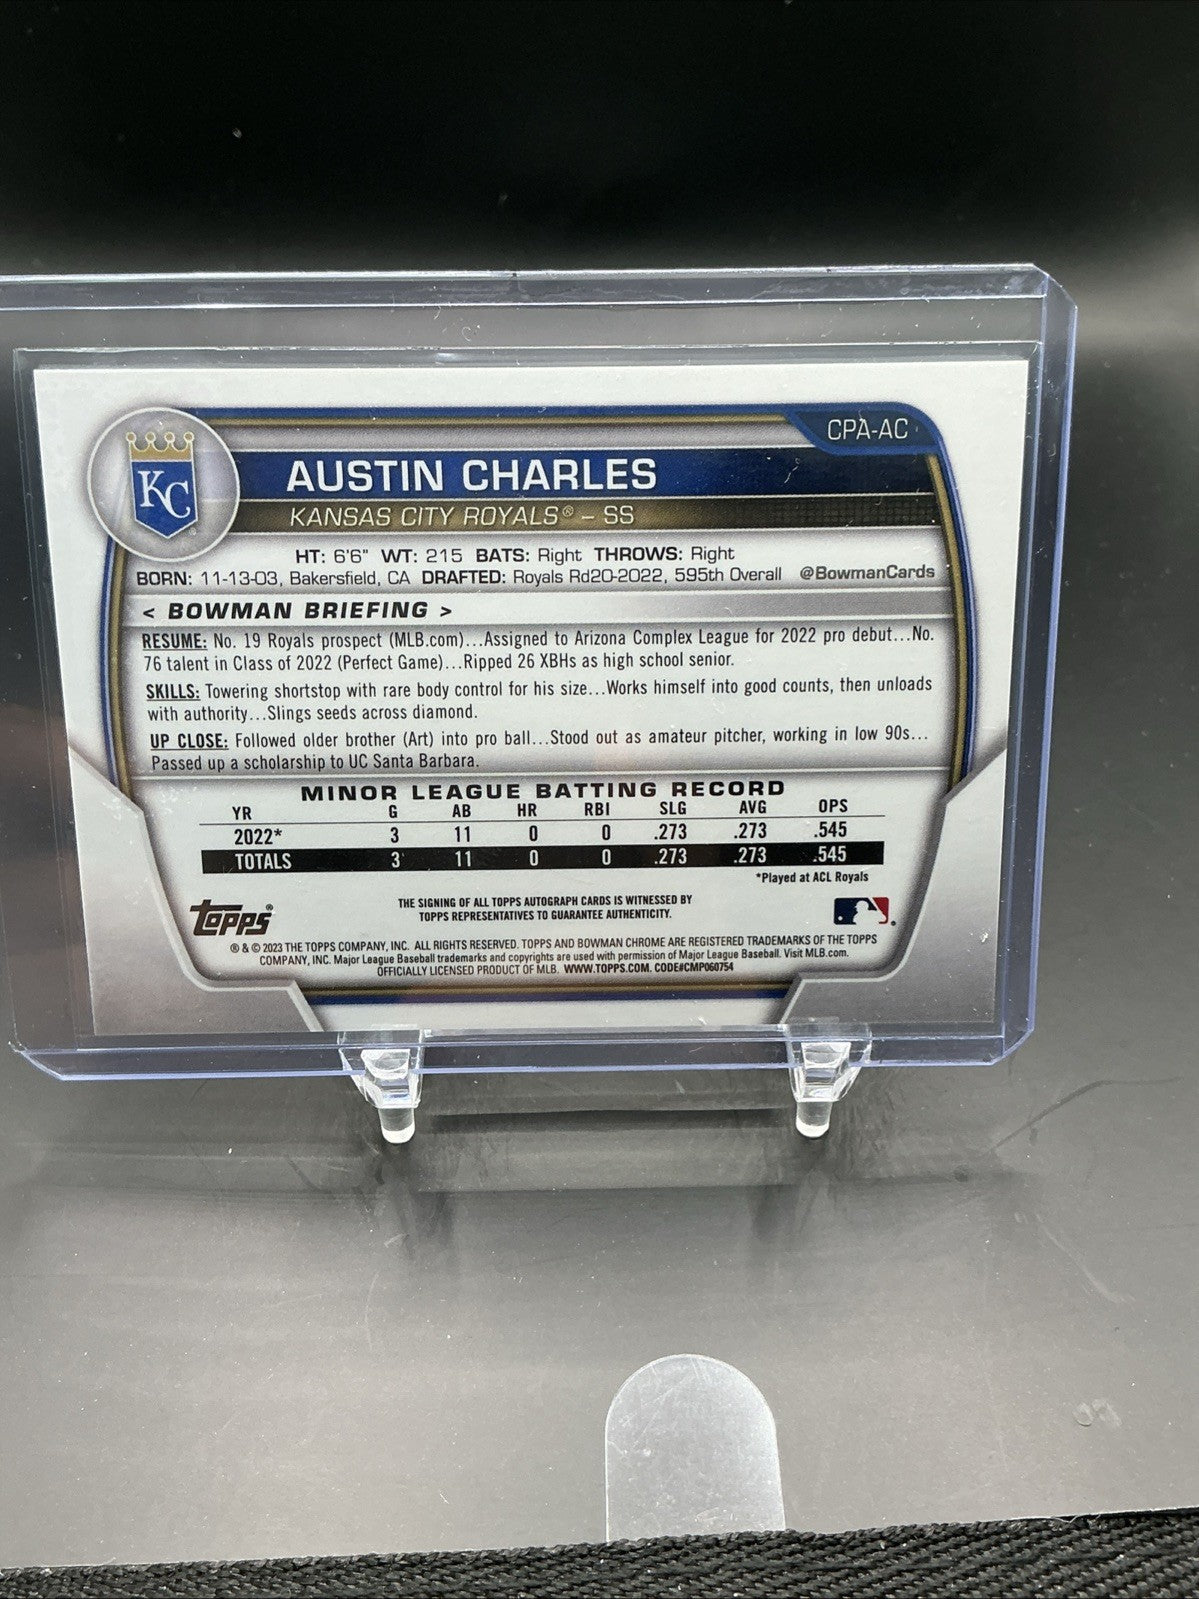 CPA-AC
KC
AUSTIN CHARLES
KANSAS CITY ROYALS® – SS
HT: 6'6" WT: 215 BATS: Right THROWS: Right
BORN: 11-13-03, Bakersfield, CA DRAFTED: Royals Rd20-2022, 595th Overall @BowmanCards
< BOWMAN BRIEFING >
RESUME: No. 19 Royals prospect (MLB.com)...Assigned to Arizona Complex League for 2022 pro debut...No.
76 talent in Class of 2022 (Perfect Game)...Ripped 26 XBHs as high school senior.
SKILLS: Towering shortstop with rare body control for his size...Works himself into good counts, then unloads
with authority...Slings seeds across diamond.
UP CLOSE: Followed older brother (Art) into pro ball...Stood out as amateur pitcher, working in low 90s...
Passed up a scholarship to UC Santa Barbara.
MINOR LEAGUE BATTING RECORD
YR G AB HR RBI SLG AVG OPS
2022* 3 11 0 0 .273 .273 .545
TOTALS 3 11 0 0 .273 .273 .545
*Played at ACL Royals
THE SIGNING OF ALL TOPPS AUTOGRAPH CARDS IS WITNESSED BY
TOPPS REPRESENTATIVES TO GUARANTEE AUTHENTICITY.
Topps®
® & © 2023 THE TOPPS COMPANY, INC. ALL RIGHTS RESERVED. TOPPS AND BOWMAN CHROME ARE REGISTERED TRADEMARKS OF THE TOPPS
COMPANY, INC. Major League Baseball trademarks and copyrights are used with permission of Major League Baseball. Visit MLB.com.
OFFICIALLY LICENSED PRODUCT OF MLB. WWW.TOPPS.COM. CODE#CMP060754